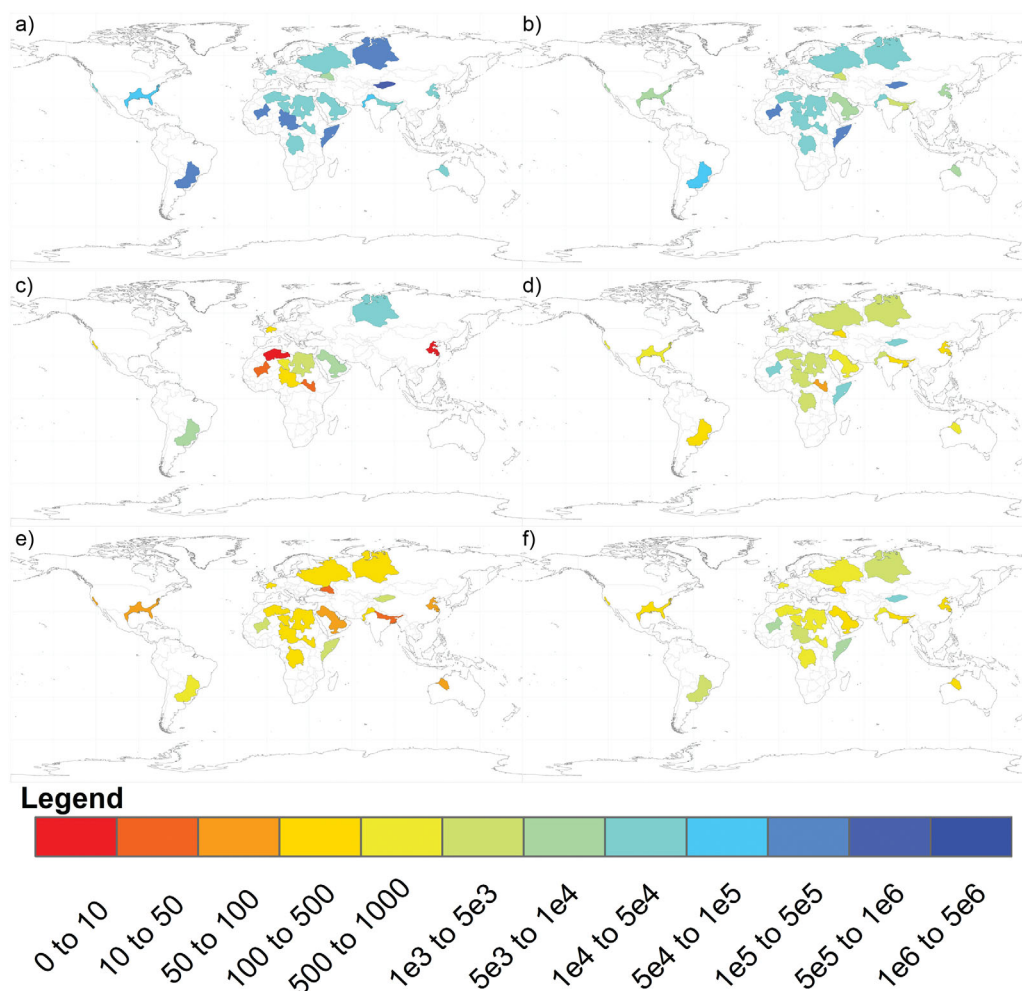 a)
b)
c)
d)
e)
f)
Legend
0 to 10
10 to 50
50 to 100
100 to 500
500 to 1000
1e3 to 5e3
5e3 to 1e4
1e4 to 5e4
5e4 to 1e5
1e5 to 5e5
5e5 to 1e6
1e6 to 5e6